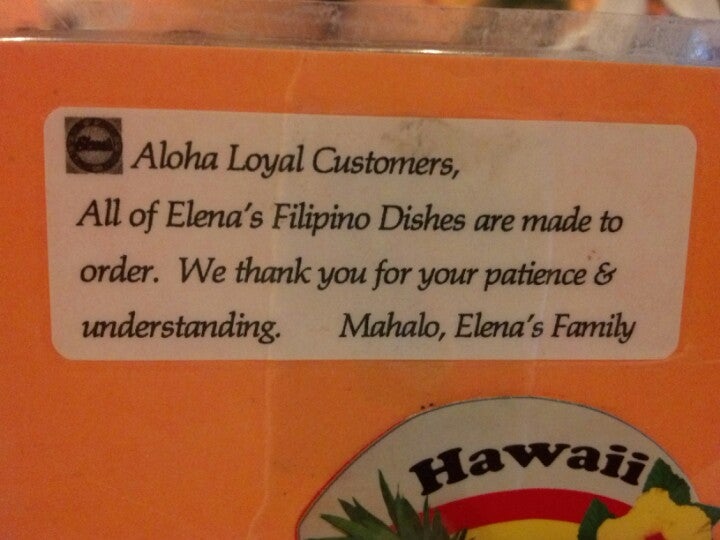 Aloha Loyal Customers,
All of Elena's Filipino Dishes are made to
order. We thank you for your patience &
understanding. Mahalo, Elena's Family
Hawaii